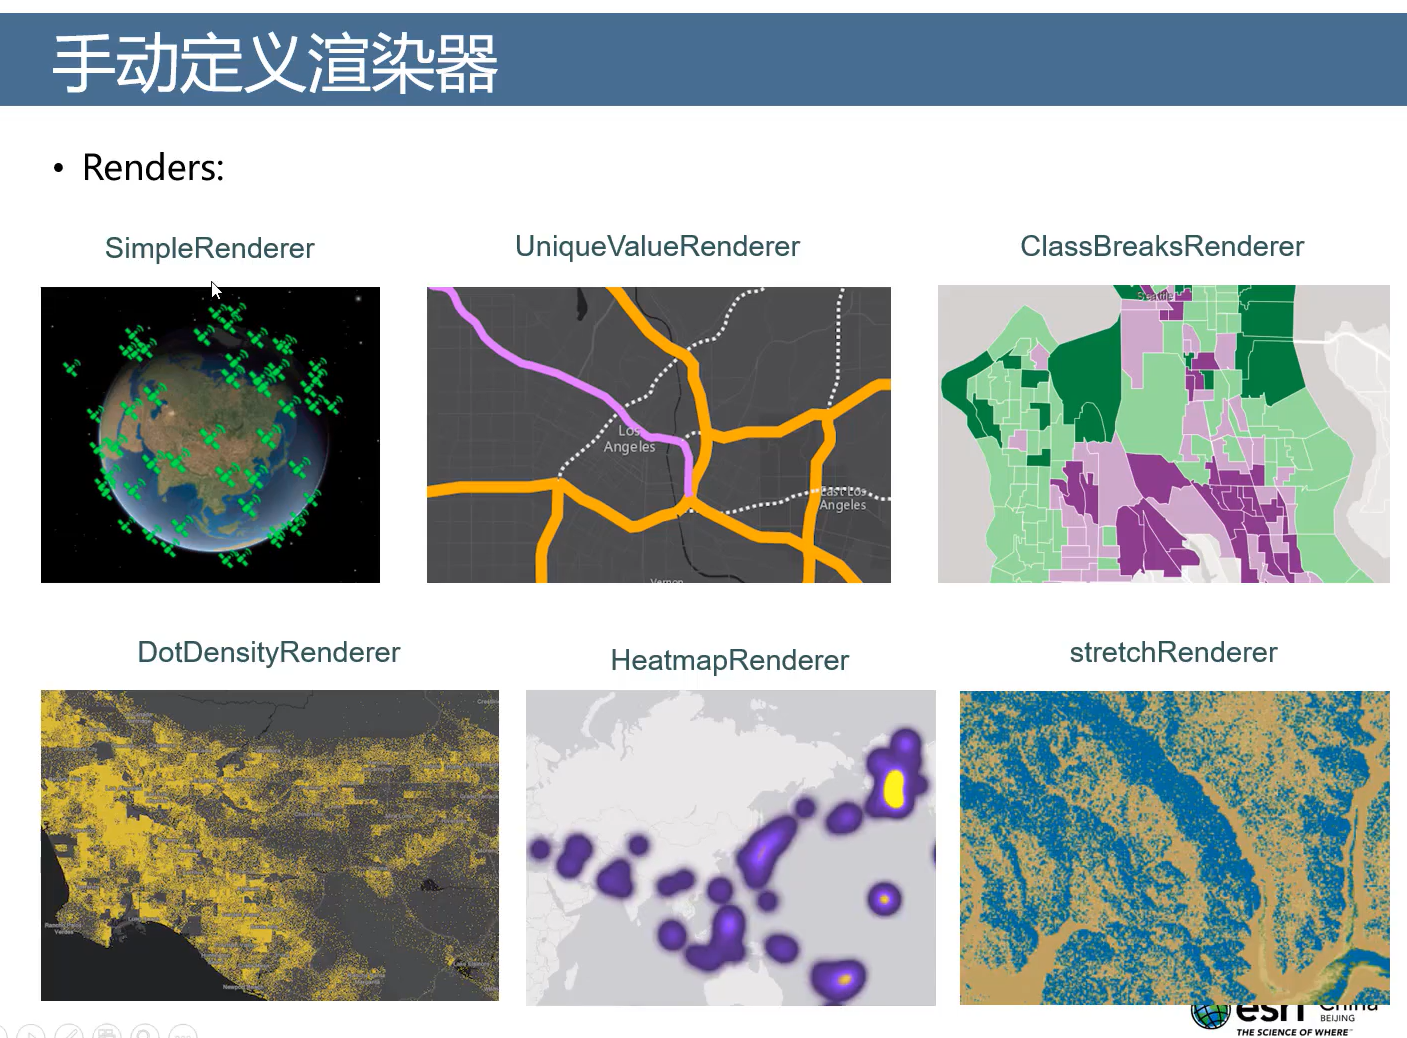 手动定义渲染器
• Renders:
SimpleRenderer
UniqueValueRenderer
ClassBreaksRenderer
Los
Angeles
East Los
Angeles
Vernon
Seattle
DotDensityRenderer
HeatmapRenderer
stretchRenderer
esri China
BEIJING
THE SCIENCE OF WHERE™